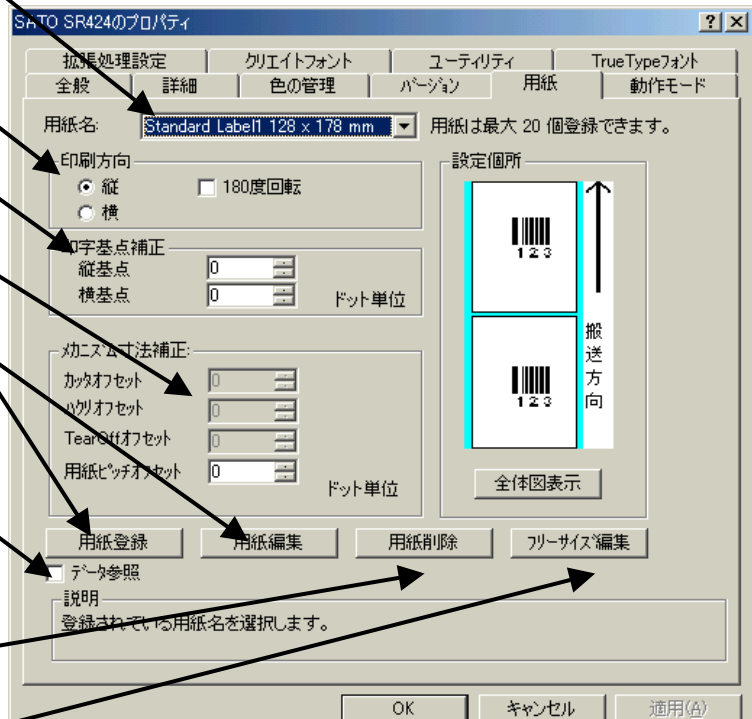 SATO SR424のプロパティ
拡張処理設定 クリエイトフォント ユーティリティ TrueTypeフォント
全般 詳細 色の管理 バージョン 用紙 動作モード
用紙名: Standard Label1 128 x 178 mm 用紙は最大 20 個登録できます。
印刷方向
縦 180度回転
横
印字基点補正
縦基点 0
横基点 0 ドット単位
メカニズム寸法補正:
カッタオフセット 0
ハクリオフセット 0
TearOffオフセット 0
用紙ピッチオフセット 0 ドット単位
設定個所
123
123
搬送方向
全体図表示
用紙登録 用紙編集 用紙削除 フリーサイズ編集
データ参照
説明
登録されている用紙名を選択します。
OK キャンセル 適用(A)